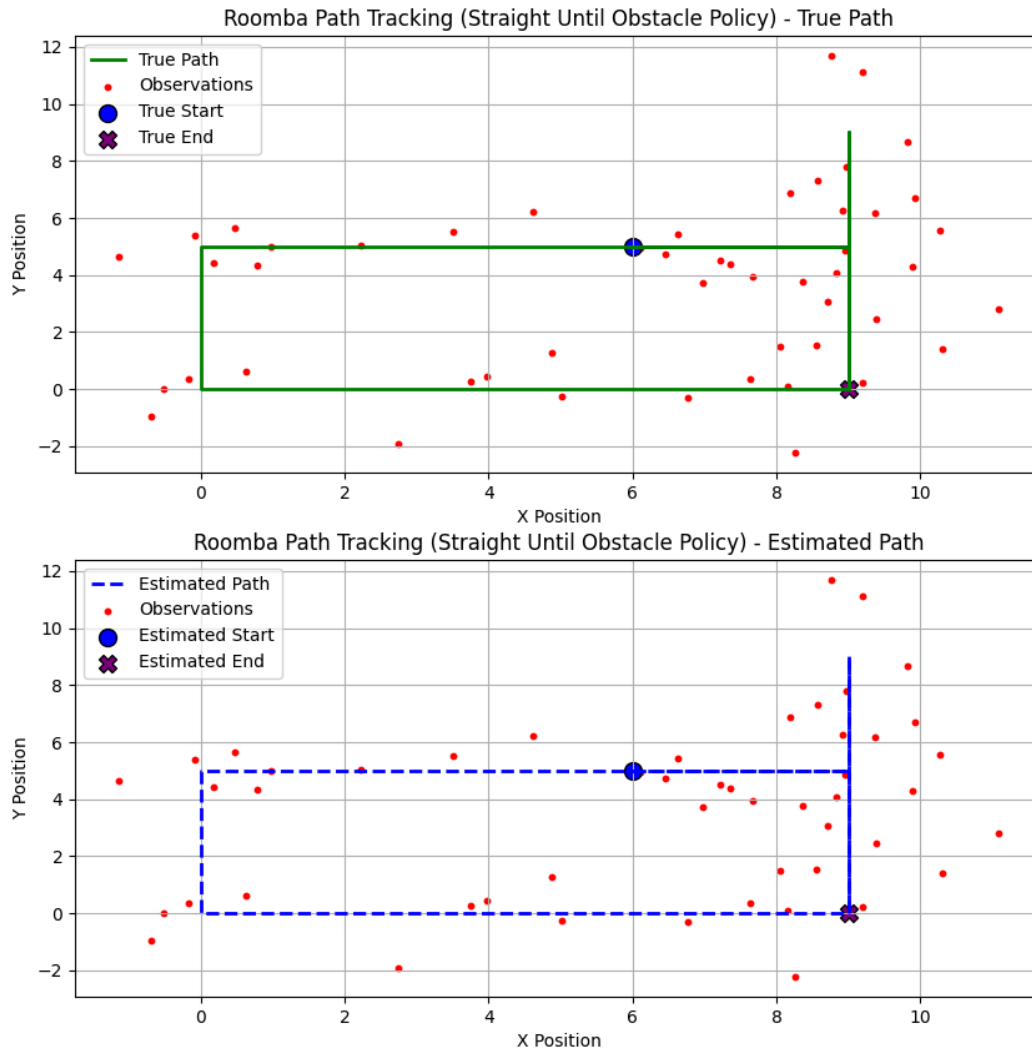 Roomba Path Tracking (Straight Until Obstacle Policy) - True Path
12
10
8
6
4
2
0
−2
Y Position
True Path
Observations
True Start
True End
0 2 4 6 8 10
X Position
Roomba Path Tracking (Straight Until Obstacle Policy) - Estimated Path
12
10
8
6
4
2
0
−2
Y Position
Estimated Path
Observations
Estimated Start
Estimated End
0 2 4 6 8 10
X Position